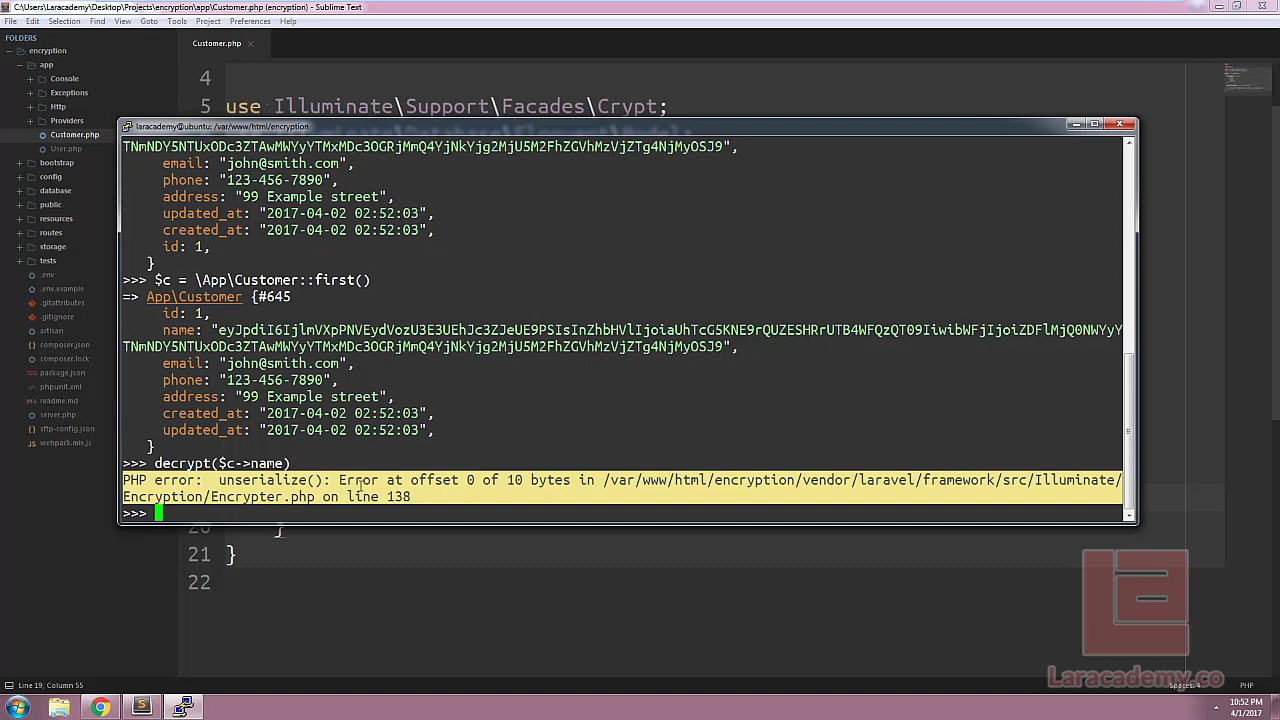 C:\Users\Laracademy\Desktop\Projects\encryption\app\Customer.php (encryption) - Sublime Text
File Edit Selection Find View Goto Tools Project Preferences Help
FOLDERS
encryption
app
Console
Exceptions
Http
Providers
Customer.php
User.php
bootstrap
config
database
public
resources
routes
storage
tests
.env
.env.example
.gitattributes
.gitignore
artisan
composer.json
composer.lock
package.json
phpunit.xml
readme.md
server.php
sftp-config.json
webpack.mix.js
Customer.php
4
5 use Illuminate\Support\Facades\Crypt;
laracademy@ubuntu: /var/www/html/encryption
TNmNDY5NTUxODc3ZTAwMWYyYTMxMDc3OGRjMmQ4YjNkYjg2MjU5M2FhZGVhMzVjZTg4NjMyOSJ9",
email: "john@smith.com",
phone: "123-456-7890",
address: "99 Example street",
updated_at: "2017-04-02 02:52:03",
created_at: "2017-04-02 02:52:03",
id: 1,
}
>>> $c = \App\Customer::first()
=> App\Customer {#645
id: 1,
name: "eyJpdiI6IjlmVXpPNVEydVozU3E3UEhJc3ZJeUE9PSIsInZhbHVlIjoiaUhTcG5KNE9rQUZESHRrUTB4WFQzQT09IiwibWFjIjoiZDFlMjQ0NWYyY
TNmNDY5NTUxODc3ZTAwMWYyYTMxMDc3OGRjMmQ4YjNkYjg2MjU5M2FhZGVhMzVjZTg4NjMyOSJ9",
email: "john@smith.com",
phone: "123-456-7890",
address: "99 Example street",
created_at: "2017-04-02 02:52:03",
updated_at: "2017-04-02 02:52:03",
}
>>> decrypt($c->name)
PHP error:  unserialize(): Error at offset 0 of 10 bytes in /var/www/html/encryption/vendor/laravel/framework/src/Illuminate/
Encryption/Encrypter.php on line 138
>>>
20 }
21 }
22
Laracademy.co
Line 19, Column 55
Spaces: 4
PHP
10:52 PM
4/1/2017